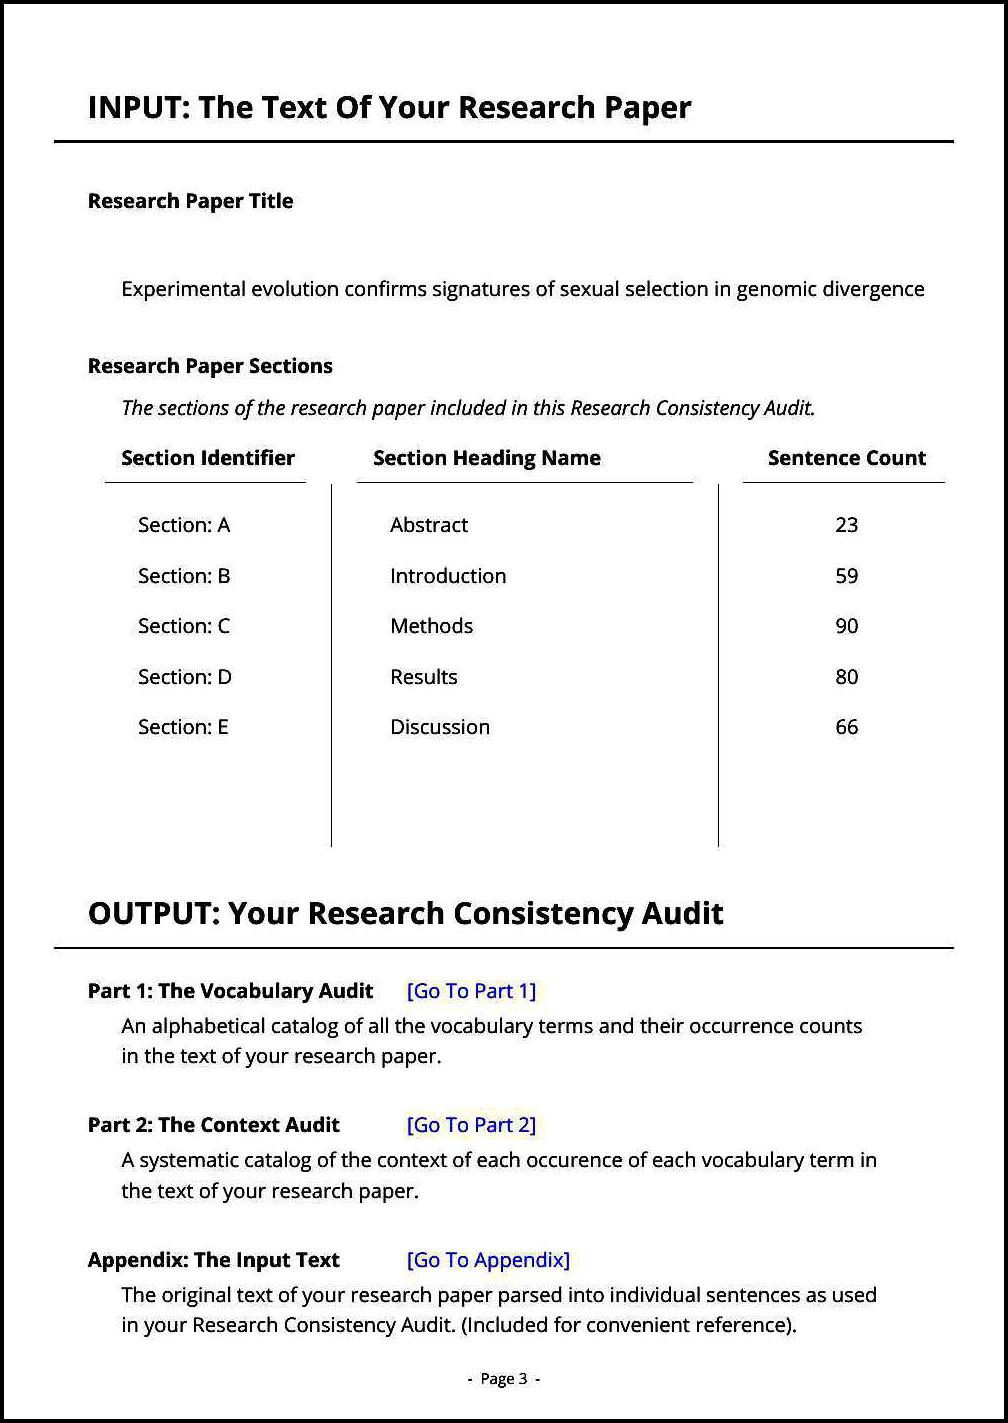 INPUT: The Text Of Your Research Paper
Research Paper Title
Experimental evolution confirms signatures of sexual selection in genomic divergence
Research Paper Sections
The sections of the research paper included in this Research Consistency Audit.
Section Identifier Section Heading Name Sentence Count
Section: A Abstract 23
Section: B Introduction 59
Section: C Methods 90
Section: D Results 80
Section: E Discussion 66
OUTPUT: Your Research Consistency Audit
Part 1: The Vocabulary Audit [Go To Part 1]
An alphabetical catalog of all the vocabulary terms and their occurrence counts
in the text of your research paper.
Part 2: The Context Audit [Go To Part 2]
A systematic catalog of the context of each occurence of each vocabulary term in
the text of your research paper.
Appendix: The Input Text [Go To Appendix]
The original text of your research paper parsed into individual sentences as used
in your Research Consistency Audit. (Included for convenient reference).
- Page 3 -